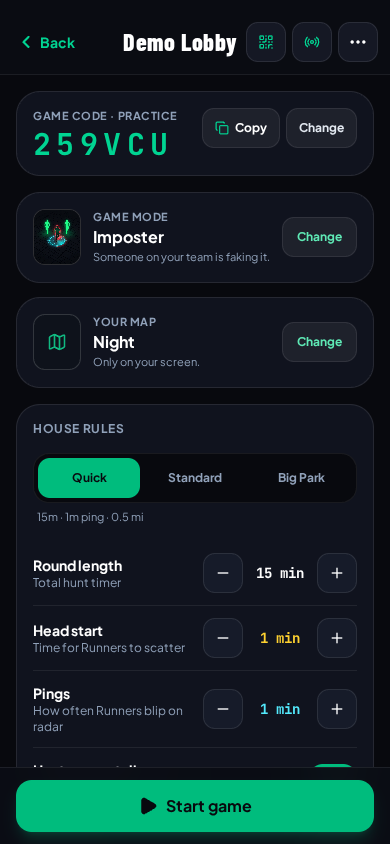 Back
Demo Lobby
GAME CODE · PRACTICE
259VCU
Copy
Change
GAME MODE
Imposter
Someone on your team is faking it.
Change
YOUR MAP
Night
Only on your screen.
Change
HOUSE RULES
Quick
Standard
Big Park
15m · 1m ping · 0.5 mi
Round length
Total hunt timer
15 min
Head start
Time for Runners to scatter
1 min
Pings
How often Runners blip on
radar
1 min
Start game